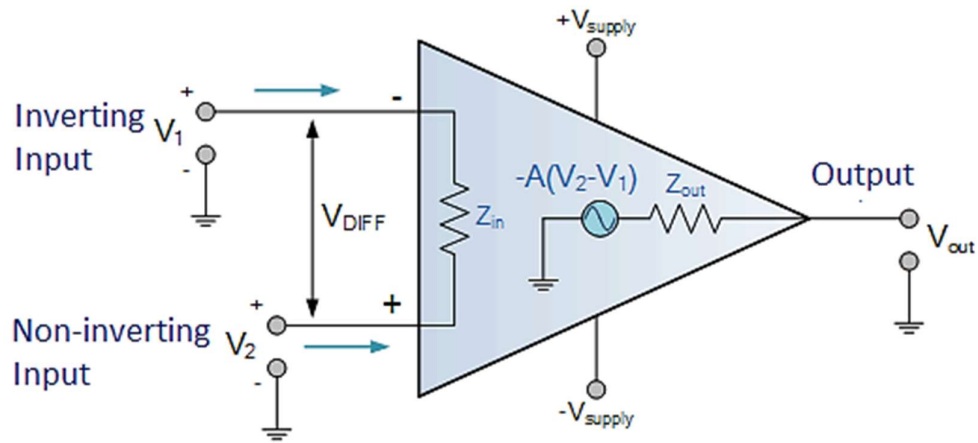 +Vsupply
Inverting
Input
+
V1
-
-
VDIFF
Zin
-A(V2-V1)
Zout
Output
Vout
Non-inverting
Input
+
V2
-
+
-Vsupply